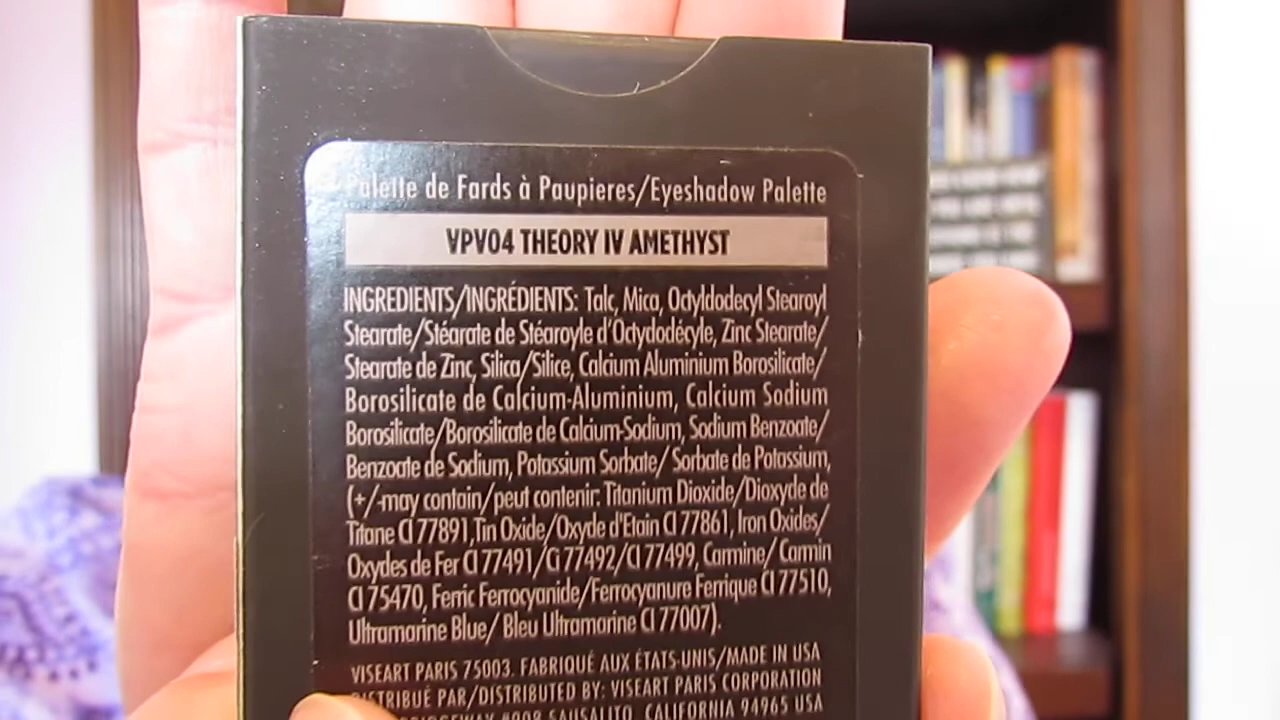 Palette de Fards à Paupieres/Eyeshadow Palette
VPV04 THEORY IV AMETHYST
INGREDIENTS/INGRÉDIENTS: Talc, Mica, Octyldodecyl Stearoyl
Stearate/Stéarate de Stéaroyle d'Octydodécyle, Zinc Stearate/
Stearate de Zinc, Silica/Silice, Calcium Aluminium Borosilicate/
Borosilicate de Calcium-Aluminium, Calcium Sodium
Borosilicate/Borosilicate de Calcium-Sodium, Sodium Benzoate/
Benzoate de Sodium, Potassium Sorbate/ Sorbate de Potassium,
(+/-may contain/peut contenir: Titanium Dioxide/Dioxyde de
Titane CI 77891,Tin Oxide/Oxyde d'Etain CI 77861, Iron Oxides/
Oxydes de Fer CI 77491/CI 77492/CI 77499, Carmine/ Carmin
CI 75470, Ferric Ferrocyanide/Ferrocyanure Ferrique CI 77510,
Ultramarine Blue/ Bleu Ultramarine CI 77007).
VISEART PARIS 75003. FABRIQUÉ AUX ÉTATS-UNIS/MADE IN USA
DISTRIBUÉ PAR/DISTRIBUTED BY: VISEART PARIS CORPORATION
SAUSALITO, CALIFORNIA 94965 USA